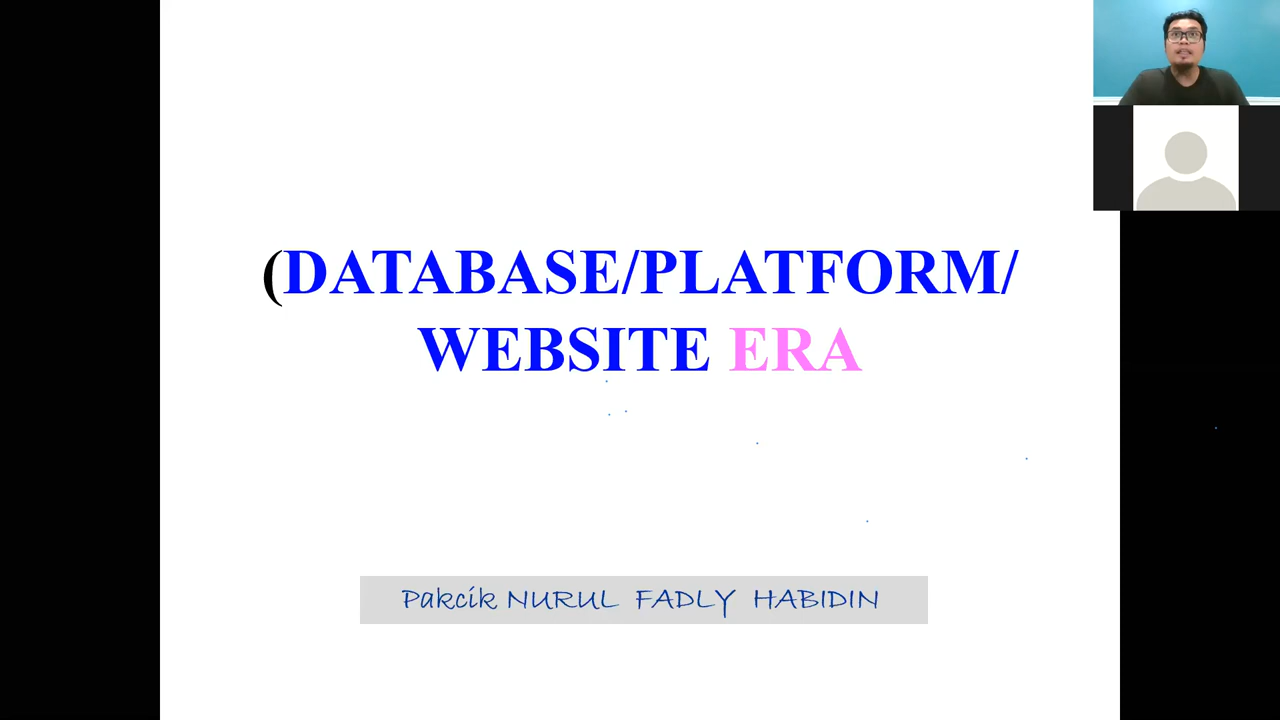 (DATABASE/PLATFORM/
WEBSITE ERA
Pakcik NURUL FADLY HABIDIN